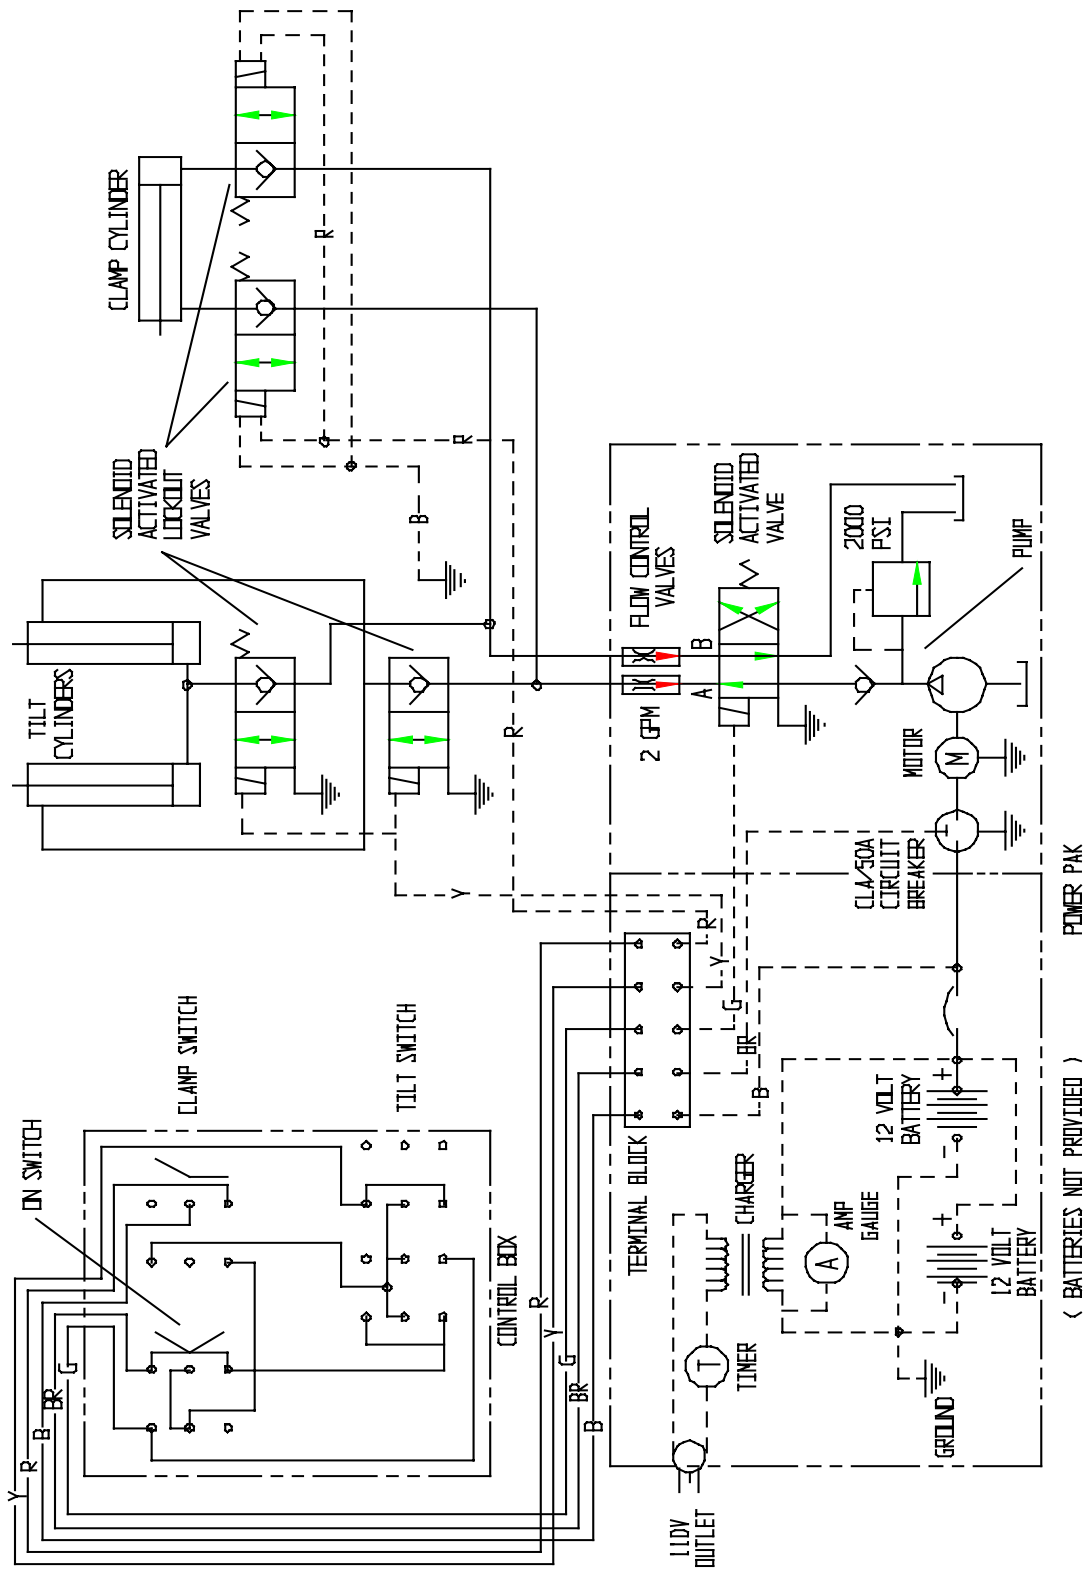 CLAMP CYLINDER
R
R
B
SOLENOID
ACTIVATED
LOCKOUT
VALVES
TILT
CYLINDERS
R
Y
FLOW CONTROL
VALVES
SOLENOID
ACTIVATED
VALVE
2000
PSI
PUMP
B
A
2 GPM
MOTOR
M
CLA/50A
CIRCUIT
BREAKER
POWER PAK
R
Y
G
BR
B
TERMINAL BLOCK
CLAMP SWITCH
TILT SWITCH
ON SWITCH
CONTROL BOX
Y
R
B
BR
G
R
Y
G
BR
B
CHARGER
T
TIMER
110V
OUTLET
A
AMP
GAUGE
12 VOLT
BATTERY
+
-
12 VOLT
BATTERY
+
-
GROUND
( BATTERIES NOT PROVIDED )